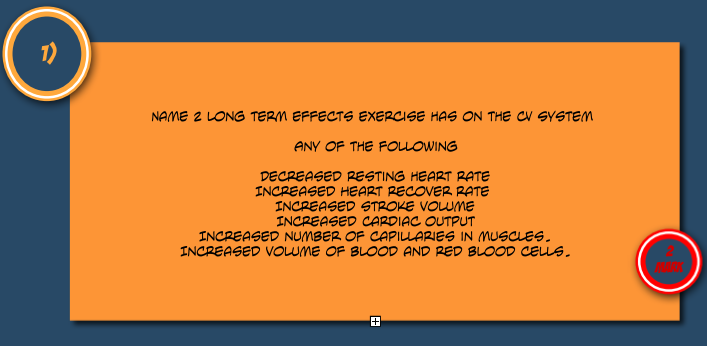 1)
NAME 2 LONG TERM EFFECTS EXERCISE HAS ON THE CV SYSTEM
ANY OF THE FOLLOWING
DECREASED RESTING HEART RATE
INCREASED HEART RECOVER RATE
INCREASED STROKE VOLUME
INCREASED CARDIAC OUTPUT
INCREASED NUMBER OF CAPILLARIES IN MUSCLES.
INCREASED VOLUME OF BLOOD AND RED BLOOD CELLS.
2